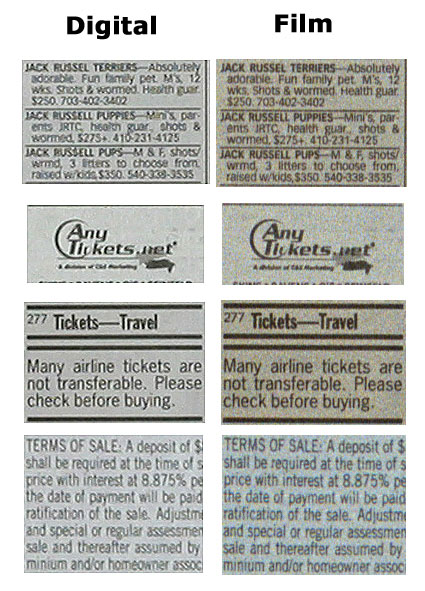 Digital Film
JACK RUSSEL TERRIERS—Absolutely
adorable. Fun family pet. M's, 12
wks. Shots & wormed. Health guar.
$250. 703-402-3402
JACK RUSSELL PUPPIES—Mini's, par-
ents JRTC, health guar., shots &
wormed, $275+. 410-231-4125
JACK RUSSELL PUPS—M & F, shots/
wrmd, 3 litters to choose from,
raised w/kids, $350. 540-338-3535
JACK RUSSEL TERRIERS—Absolutely
adorable. Fun family pet. M's, 12
wks. Shots & wormed. Health guar.
$250. 703-402-3402
JACK RUSSELL PUPPIES—Mini's, par-
ents JRTC, health guar., shots &
wormed, $275+. 410-231-4125
JACK RUSSELL PUPS—M & F, shots/
wrmd, 3 litters to choose from,
raised w/kids, $350. 540-338-3535
Any
Tickets.net
A division of C&S Marketing
Any
Tickets.net
A division of C&S Marketing
277 Tickets—Travel
Many airline tickets are
not transferable. Please
check before buying.
277 Tickets—Travel
Many airline tickets are
not transferable. Please
check before buying.
TERMS OF SALE: A deposit of $
shall be required at the time of s
price with interest at 8.875% pe
the date of payment will be paid
ratification of the sale. Adjustme
and special or regular assessmen
sale and thereafter assumed by
minium and/or homeowner assoc
TERMS OF SALE: A deposit of $
shall be required at the time of s
price with interest at 8.875% pe
the date of payment will be paid
ratification of the sale. Adjustme
and special or regular assessmen
sale and thereafter assumed by
minium and/or homeowner assoc